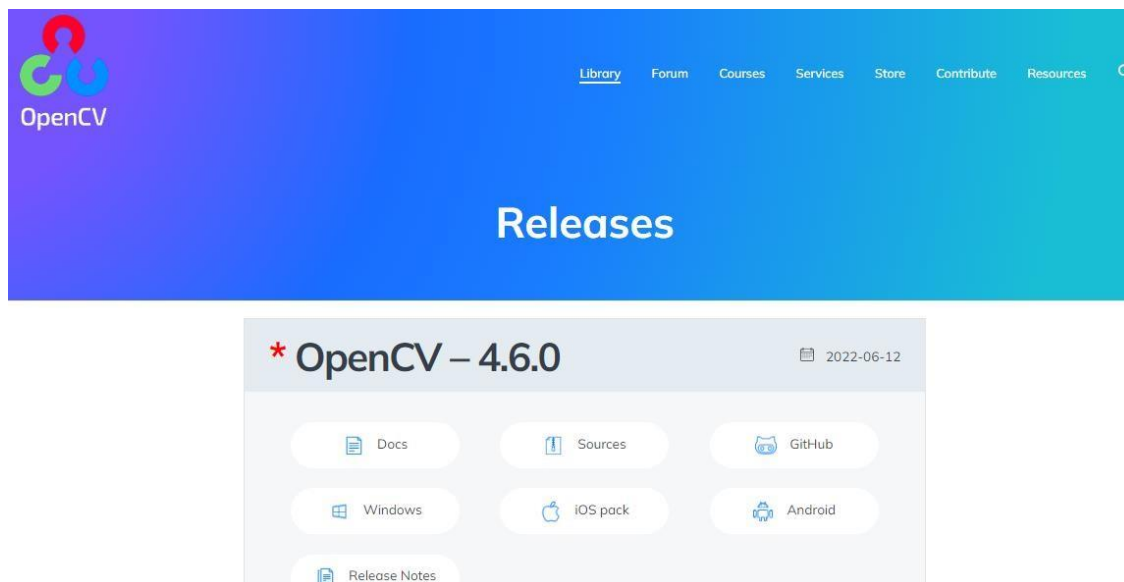 OpenCV
Library Forum Courses Services Store Contribute Resources
Releases
* OpenCV – 4.6.0
2022-06-12
Docs Sources GitHub
Windows iOS pack Android
Release Notes